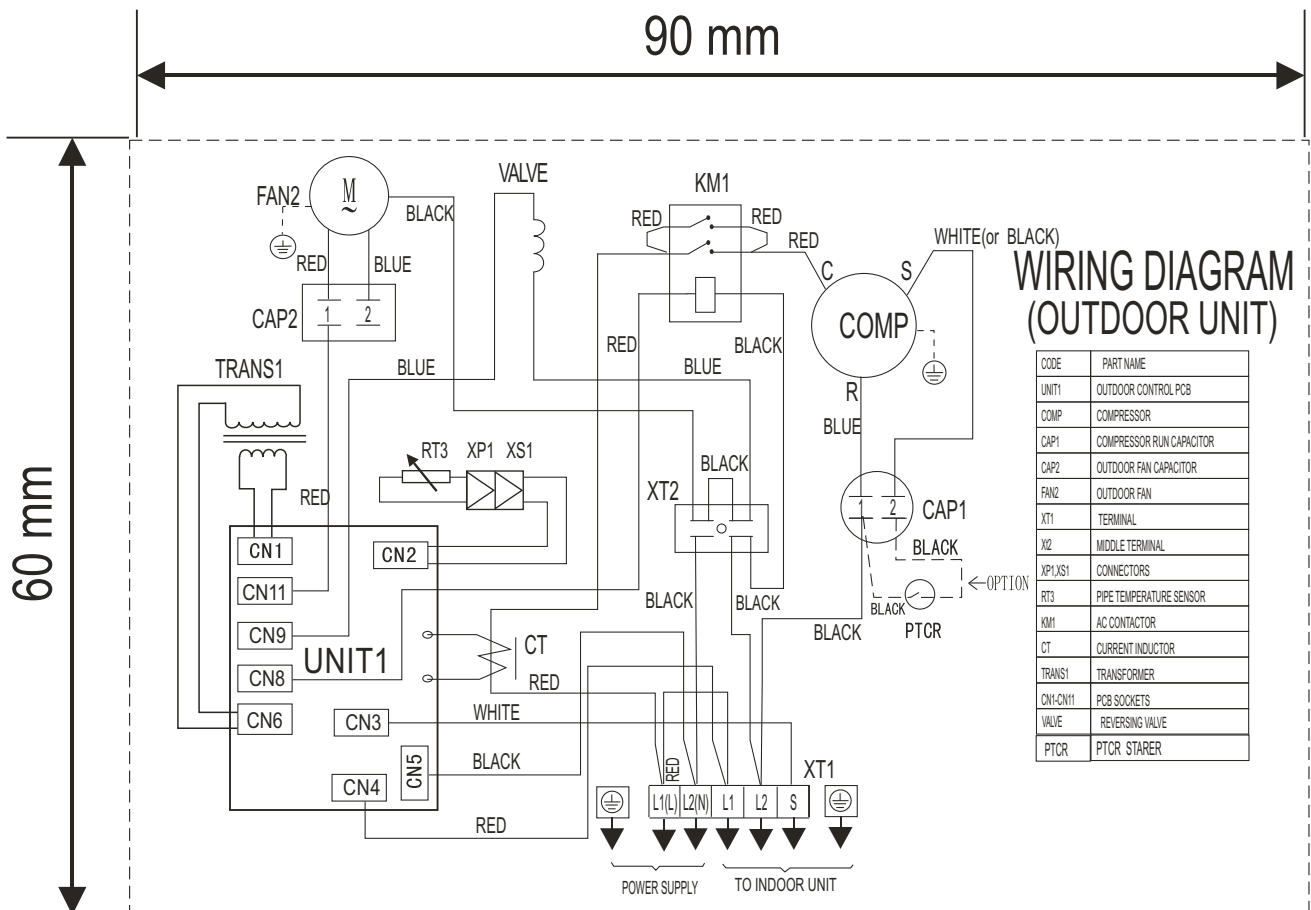 90 mm
60 mm
WIRING DIAGRAM
(OUTDOOR UNIT)
FAN2
M
~
BLACK
RED
BLUE
CAP2
1
2
VALVE
KM1
RED
RED
RED
C
S
WHITE(or BLACK)
COMP
R
BLUE
TRANS1
BLUE
RED
BLACK
BLUE
RT3
XP1
XS1
RED
XT2
BLACK
1
2
CAP1
BLACK
OPTION
BLACK
PTCR
BLACK
BLACK
BLACK
CN1
CN2
CN11
CN9
CN8
CN6
UNIT1
CN3
CN5
CN4
CT
RED
WHITE
BLACK
RED
RED
XT1
L1(L)
L2(N)
L1
L2
S
POWER SUPPLY
TO INDOOR UNIT
CODE PART NAME
UNIT1 OUTDOOR CONTROL PCB
COMP COMPRESSOR
CAP1 COMPRESSOR RUN CAPACITOR
CAP2 OUTDOOR FAN CAPACITOR
FAN2 OUTDOOR FAN
XT1 TERMINAL
Xt2 MIDDLE TERMINAL
XP1,XS1 CONNECTORS
RT3 PIPE TEMPERATURE SENSOR
KM1 AC CONTACTOR
CT CURRENT INDUCTOR
TRANS1 TRANSFORMER
CN1-CN11 PCB SOCKETS
VALVE REVERSING VALVE
PTCR PTCR STARER